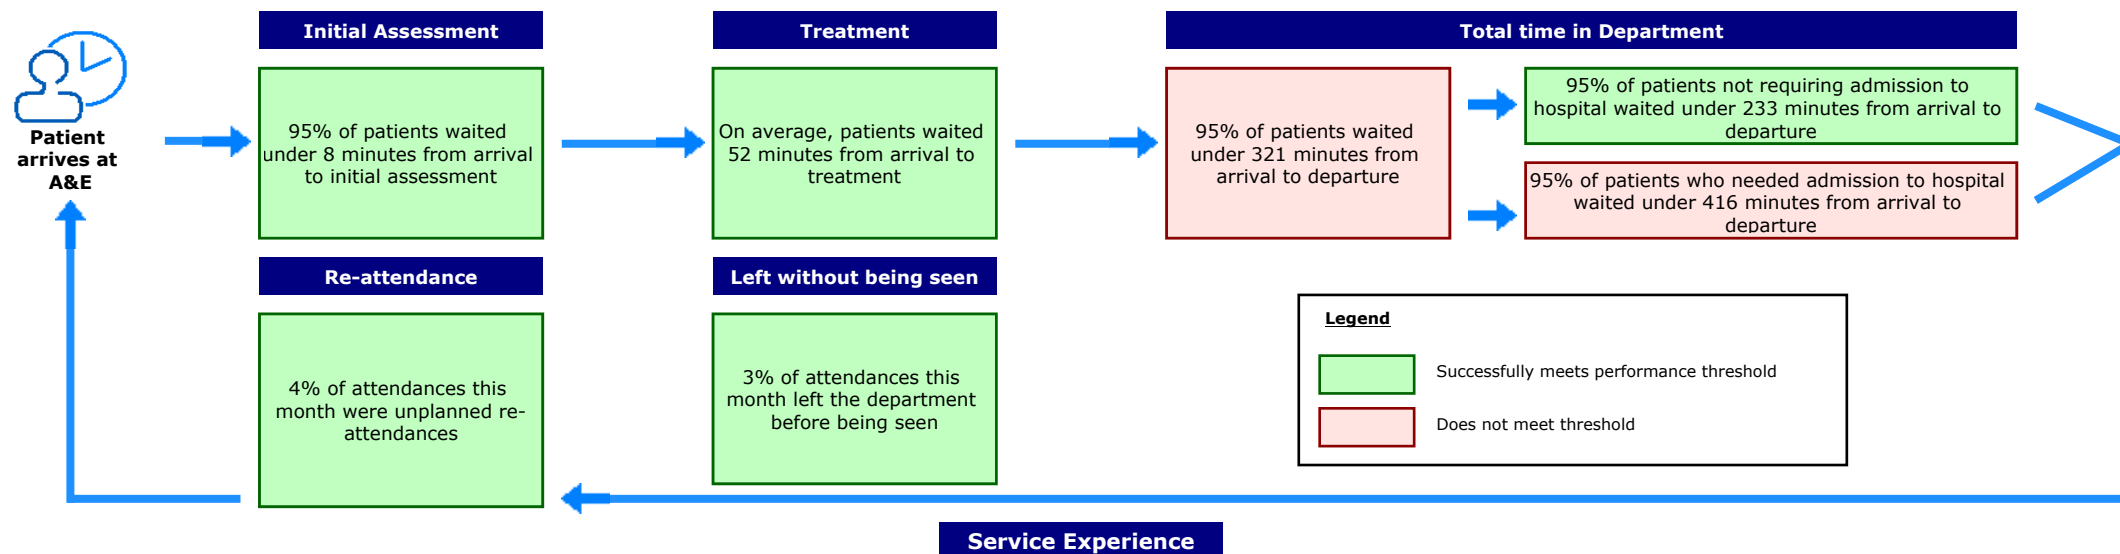 Initial Assessment
Treatment
Total time in Department
Patient
arrives at
A&E
95% of patients waited
under 8 minutes from arrival
to initial assessment
On average, patients waited
52 minutes from arrival to
treatment
95% of patients waited
under 321 minutes from
arrival to departure
95% of patients not requiring admission to
hospital waited under 233 minutes from arrival to
departure
95% of patients who needed admission to hospital
waited under 416 minutes from arrival to
departure
Re-attendance
Left without being seen
4% of attendances this
month were unplanned re-
attendances
3% of attendances this
month left the department
before being seen
Legend
Successfully meets performance threshold
Does not meet threshold
Service Experience